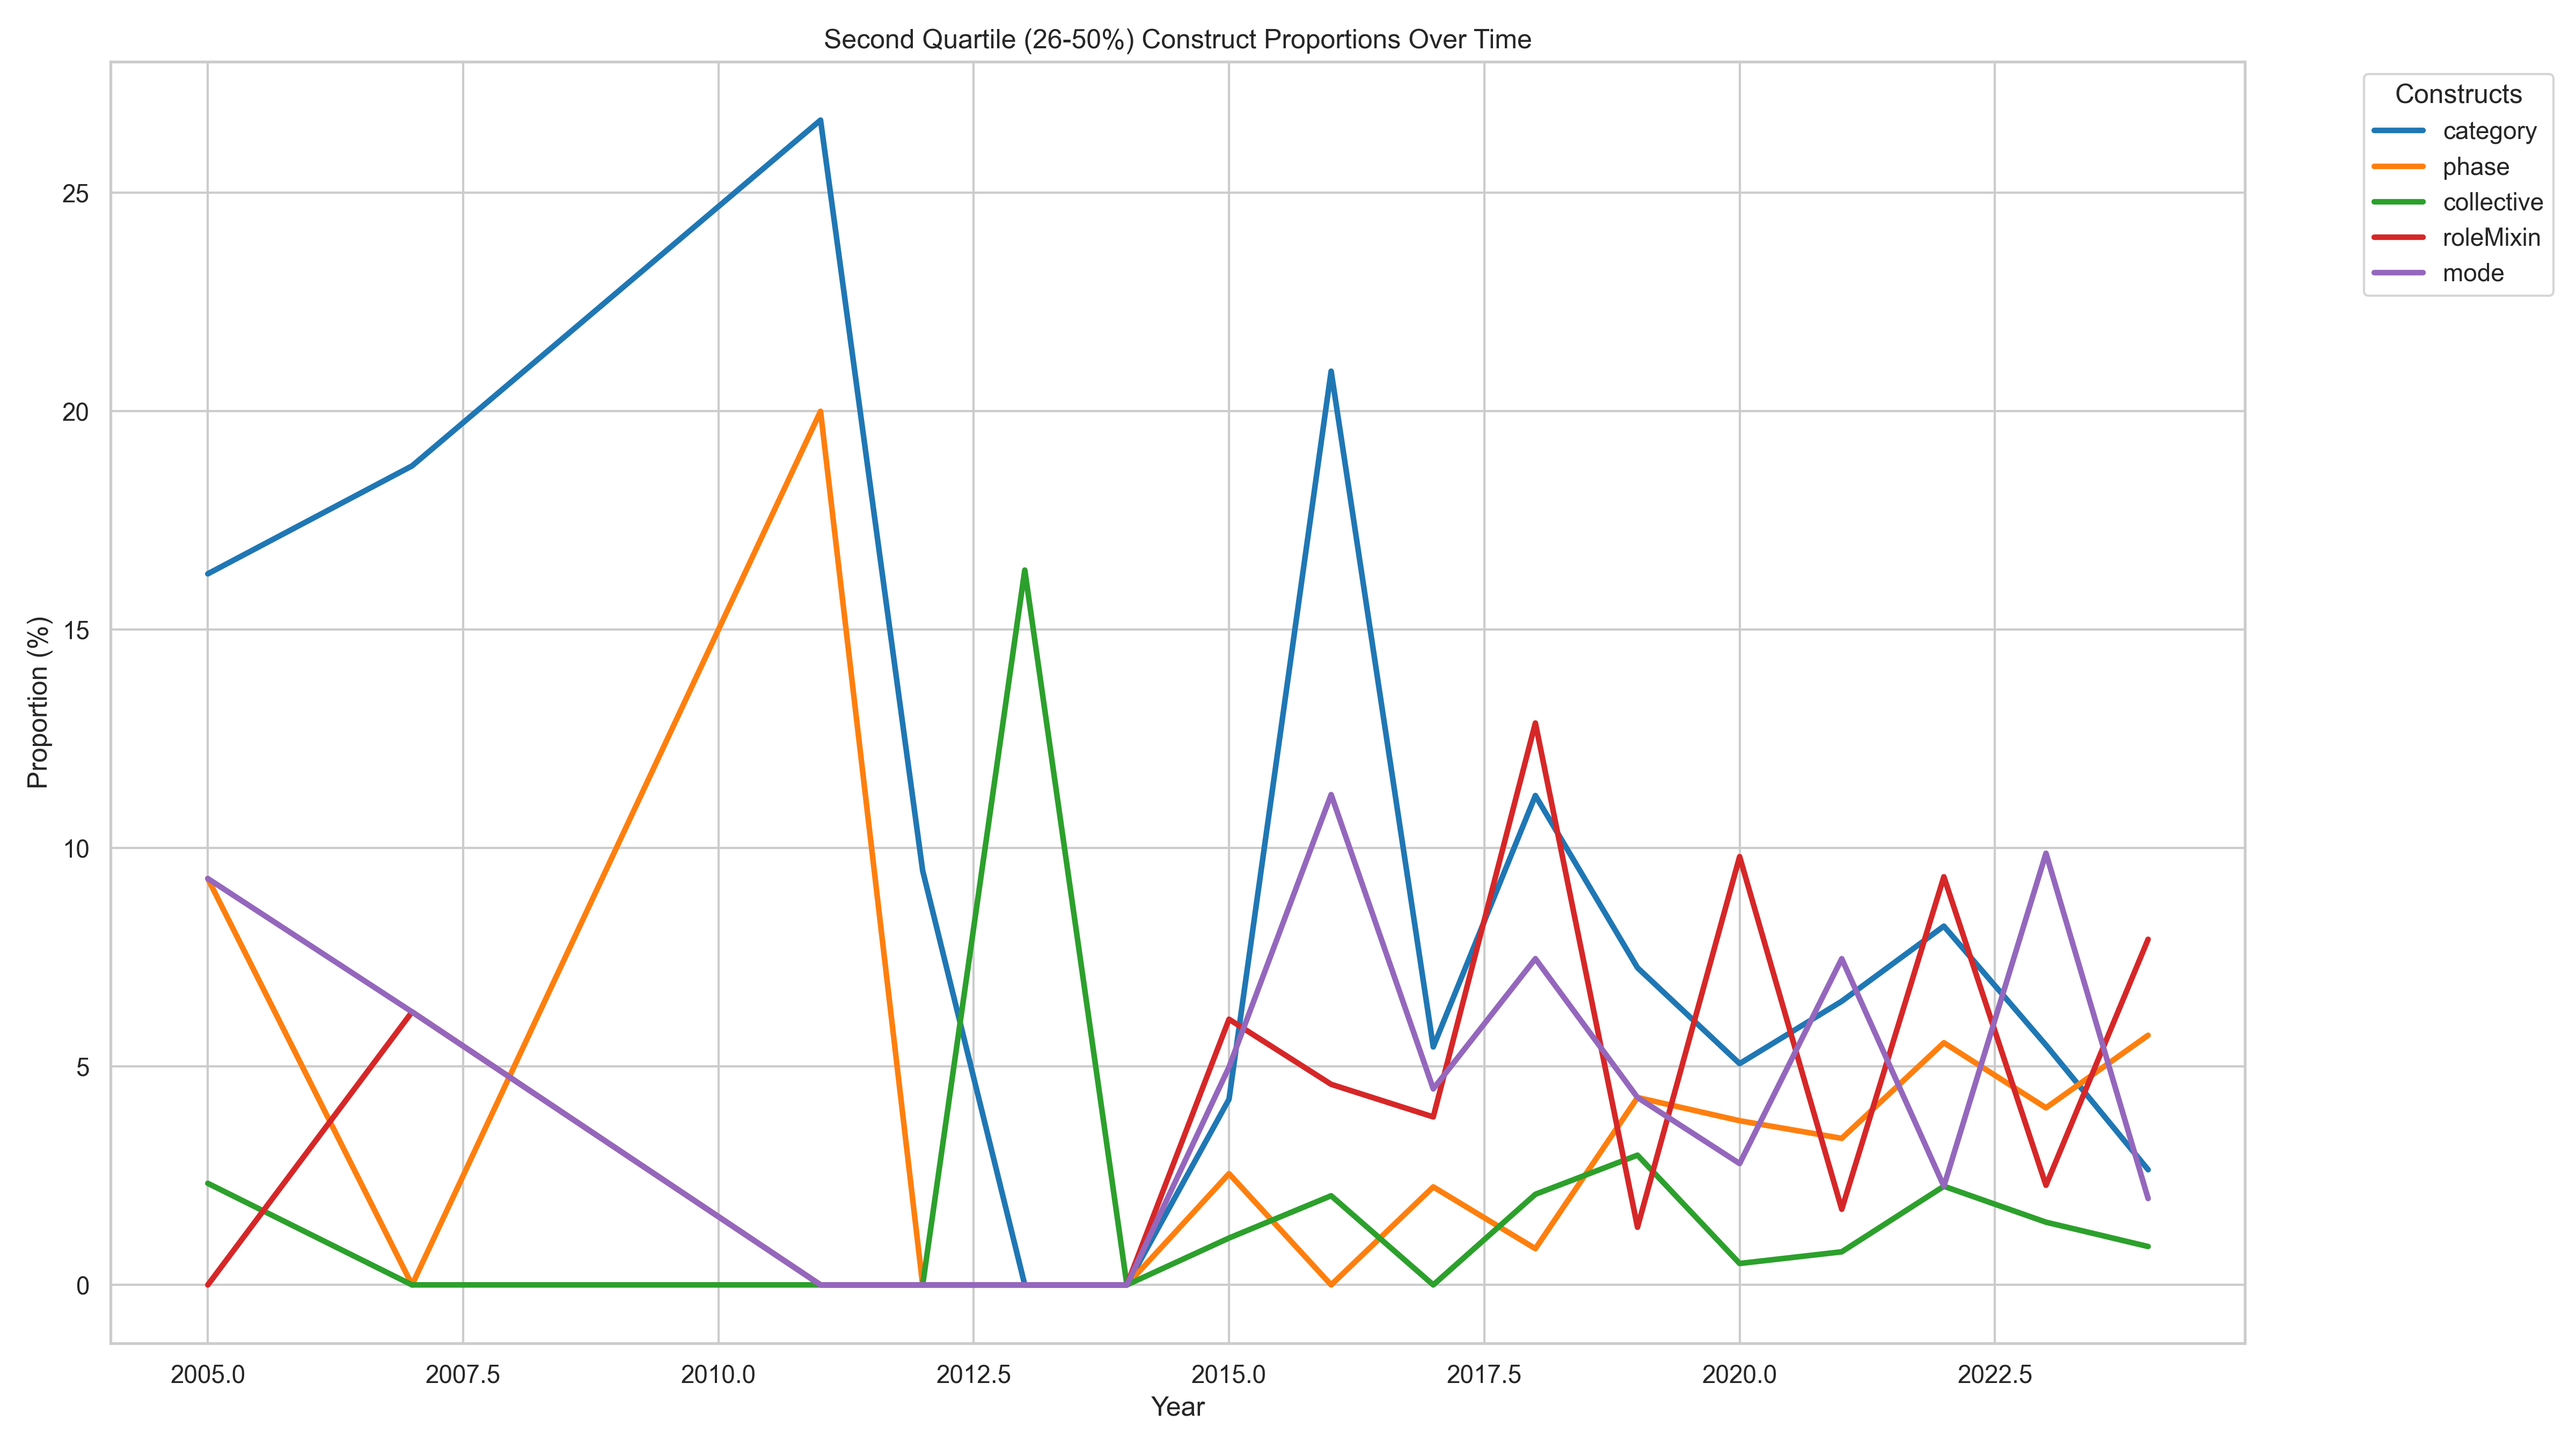 Second Quartile (26-50%) Construct Proportions Over Time
Constructs
category
phase
collective
roleMixin
mode
Proportion (%)
25
20
15
10
5
0
2005.0
2007.5
2010.0
2012.5
2015.0
2017.5
2020.0
2022.5
Year